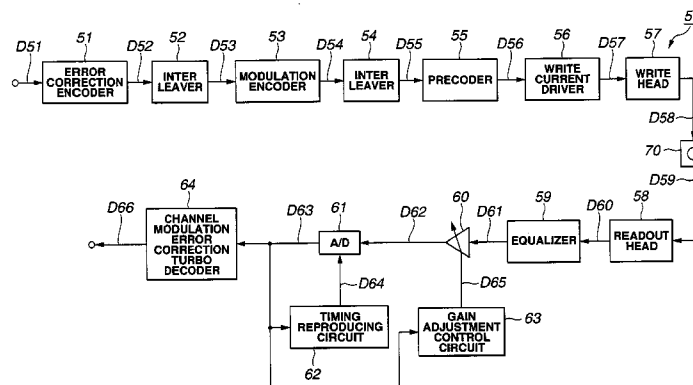 5
51
52
53
54
55
56
57
D51
D52
D53
D54
D55
D56
D57
ERROR
CORRECTION
ENCODER
INTER
LEAVER
MODULATION
ENCODER
INTER
LEAVER
PRECODER
WRITE
CURRENT
DRIVER
WRITE
HEAD
D58
70
D59
64
61
60
59
58
D66
CHANNEL
MODULATION
ERROR
CORRECTION
TURBO
DECODER
D63
A/D
D62
D61
EQUALIZER
D60
READOUT
HEAD
D64
D65
TIMING
REPRODUCING
CIRCUIT
62
GAIN
ADJUSTMENT
CONTROL
CIRCUIT
63